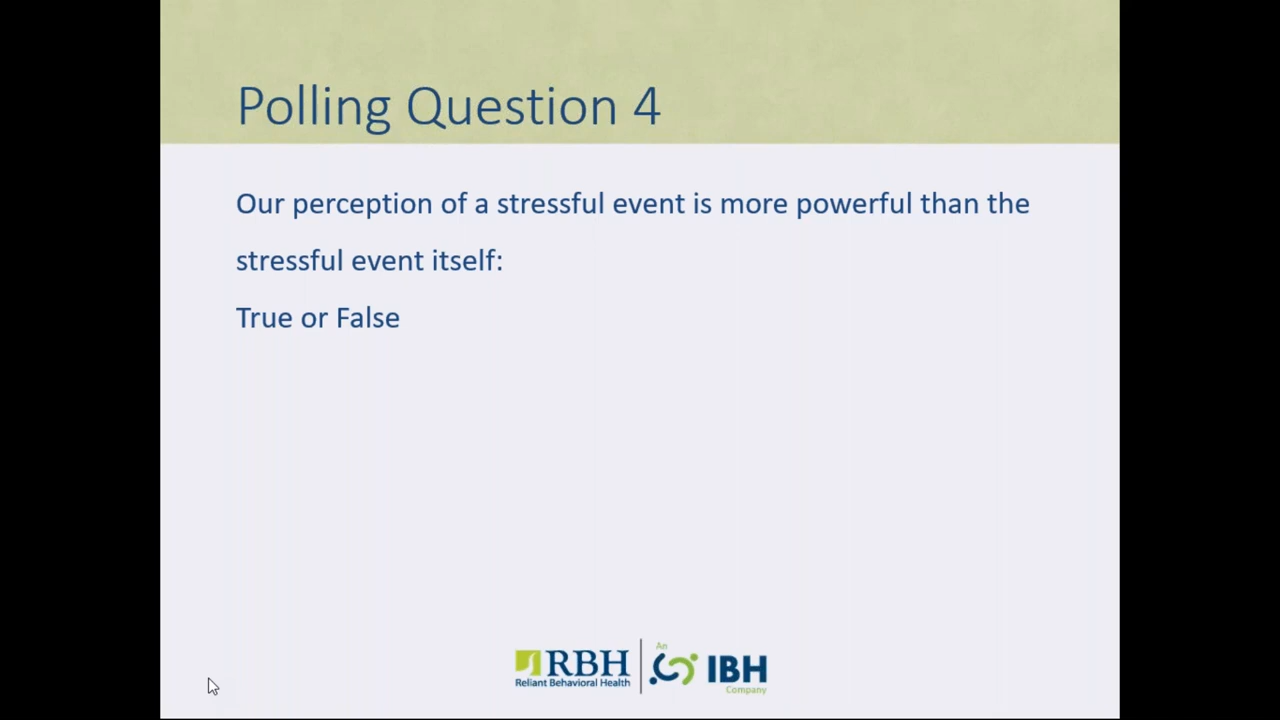 Polling Question 4
Our perception of a stressful event is more powerful than the
stressful event itself:
True or False
RBH
Reliant Behavioral Health
An
IBH
Company